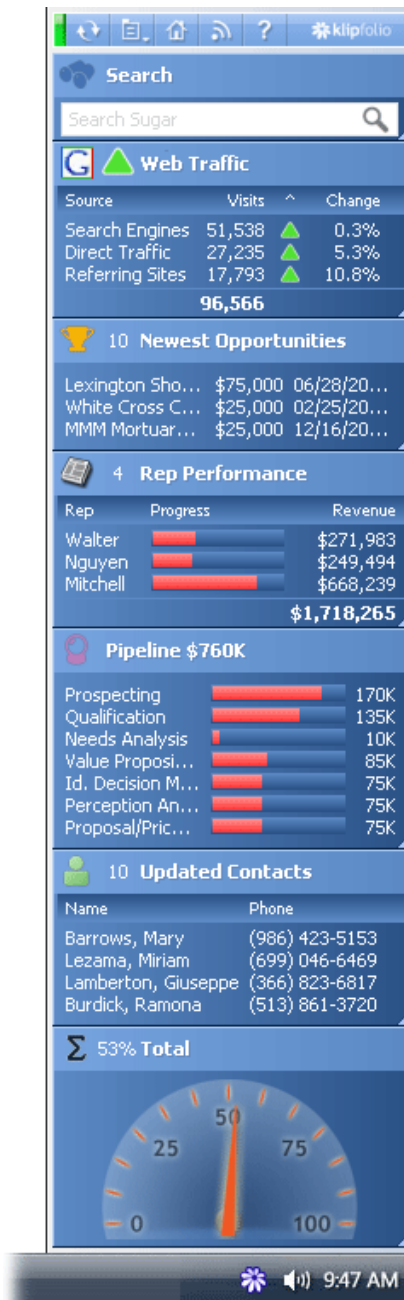 ? klipfolio
Search
Search Sugar
G Web Traffic
Source Visits ^ Change
Search Engines 51,538 0.3%
Direct Traffic 27,235 5.3%
Referring Sites 17,793 10.8%
96,566
10 Newest Opportunities
Lexington Sho... $75,000 06/28/20...
White Cross C... $25,000 02/25/20...
MMM Mortuar... $25,000 12/16/20...
4 Rep Performance
Rep Progress Revenue
Walter $271,983
Nguyen $249,494
Mitchell $668,239
$1,718,265
Pipeline $760K
Prospecting 170K
Qualification 135K
Needs Analysis 10K
Value Proposi... 85K
Id. Decision M... 75K
Perception An... 75K
Proposal/Pric... 75K
10 Updated Contacts
Name Phone
Barrows, Mary (986) 423-5153
Lezama, Miriam (699) 046-6469
Lamberton, Giuseppe (366) 823-6817
Burdick, Ramona (513) 861-3720
Σ 53% Total
50
25 75
0 100
9:47 AM